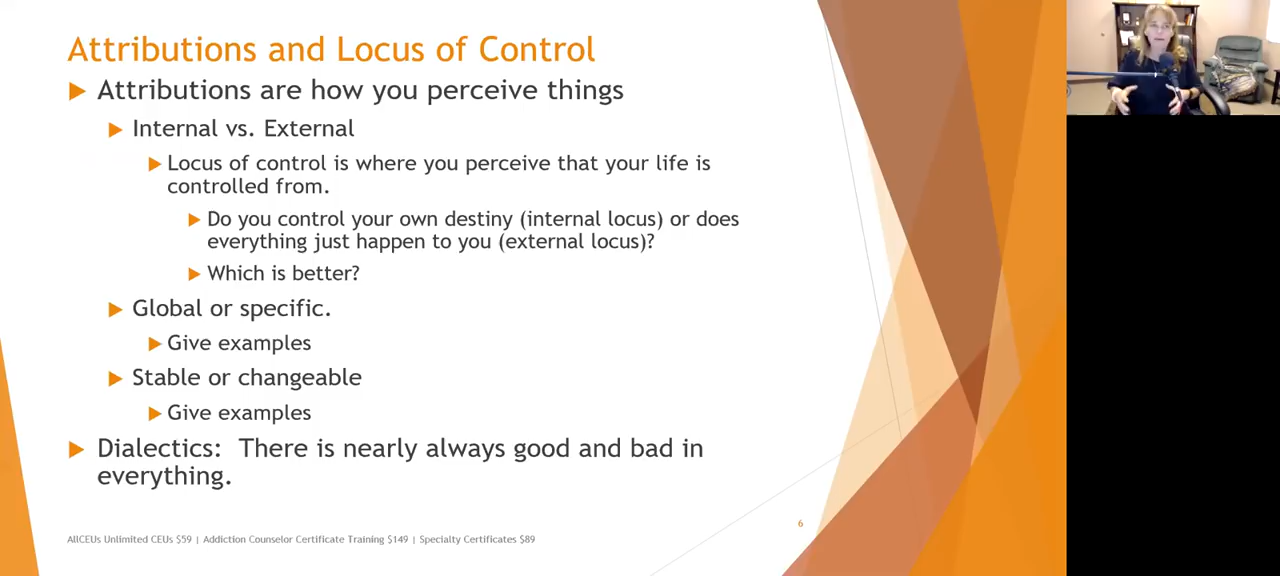 Attributions and Locus of Control
Attributions are how you perceive things
Internal vs. External
Locus of control is where you perceive that your life is
controlled from.
Do you control your own destiny (internal locus) or does
everything just happen to you (external locus)?
Which is better?
Global or specific.
Give examples
Stable or changeable
Give examples
Dialectics: There is nearly always good and bad in
everything.
6
AllCEUs Unlimited CEUs $59 | Addiction Counselor Certificate Training $149 | Specialty Certificates $89